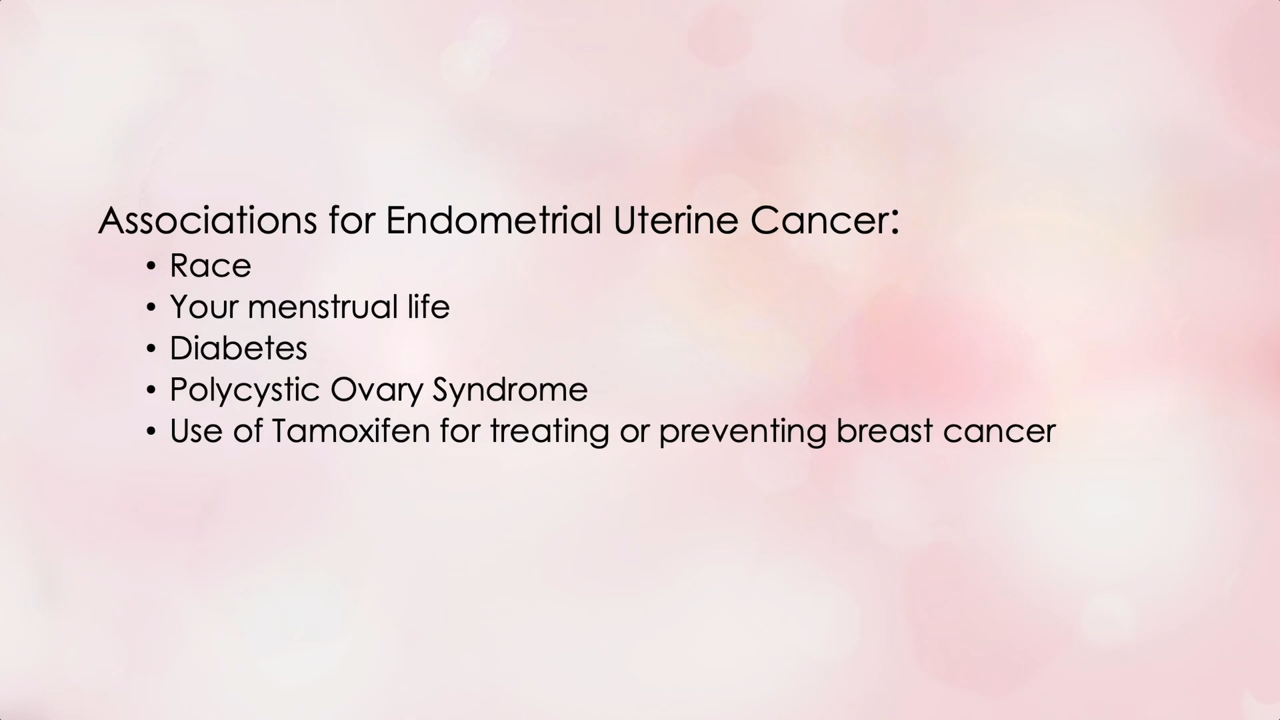 Associations for Endometrial Uterine Cancer:
• Race
• Your menstrual life
• Diabetes
• Polycystic Ovary Syndrome
• Use of Tamoxifen for treating or preventing breast cancer